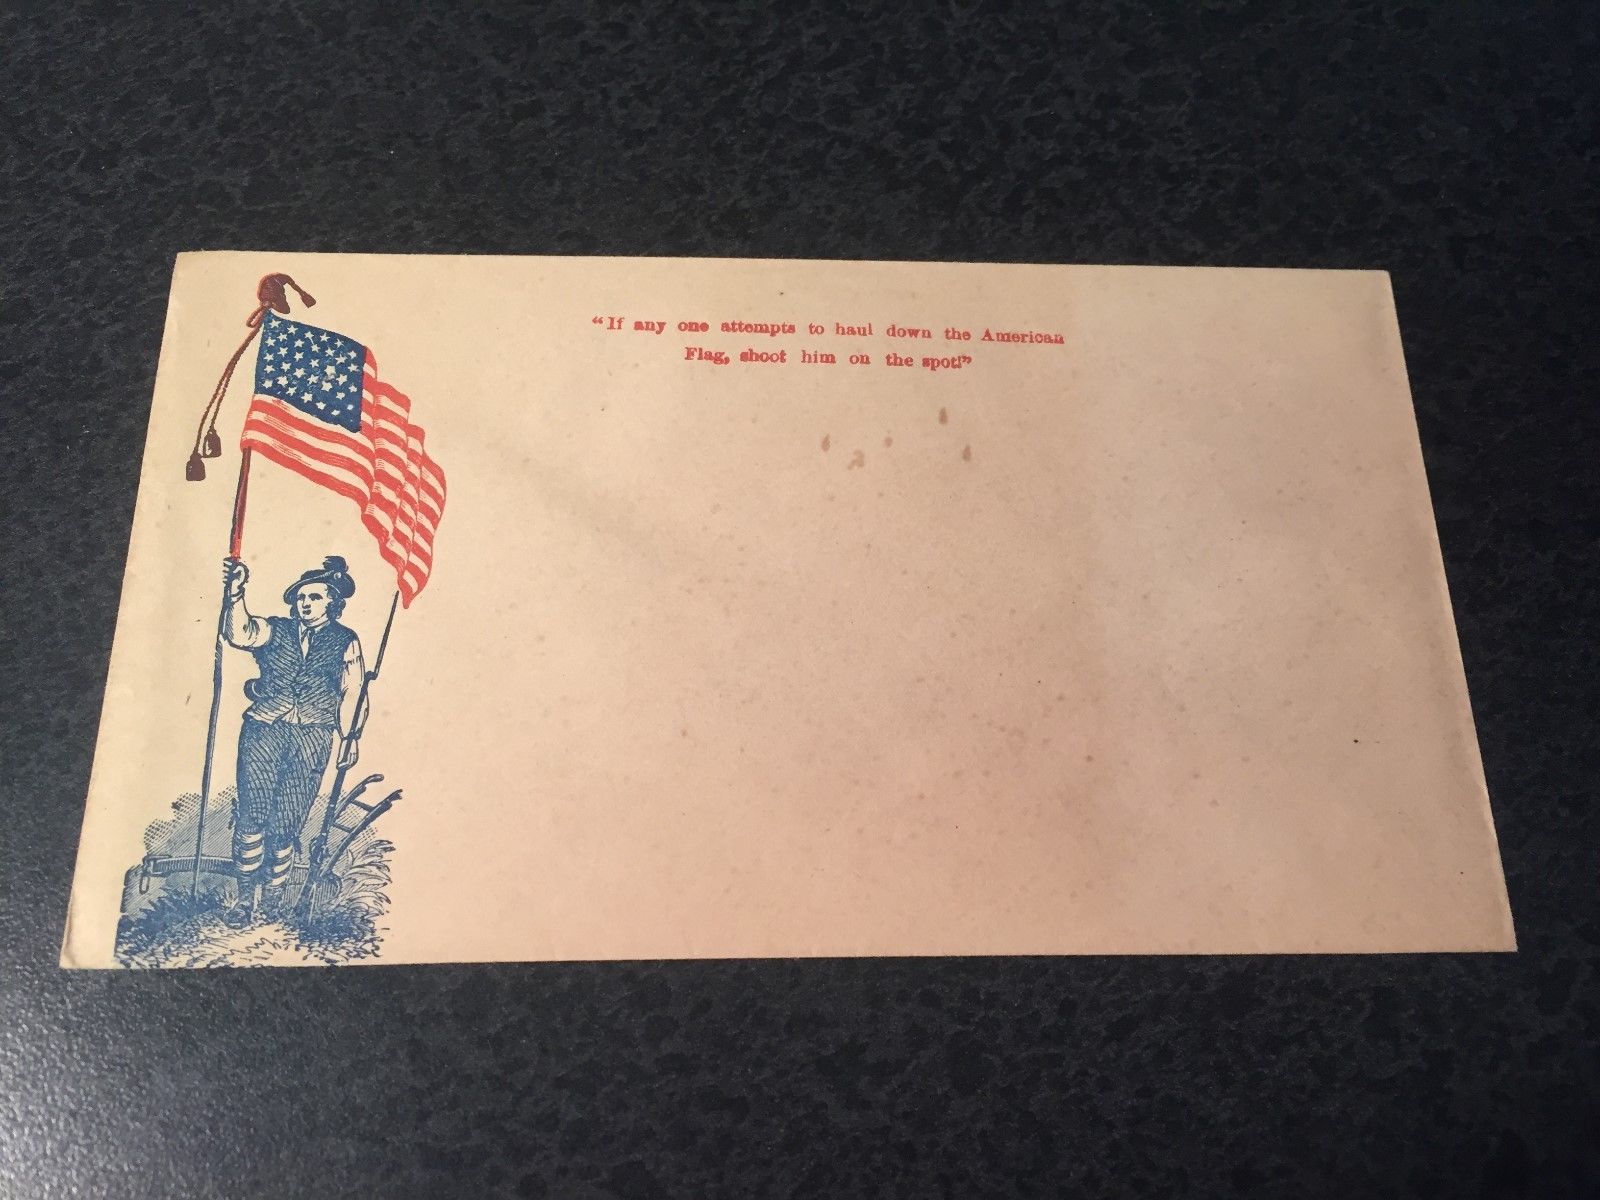 “If any one attempts to haul down the American
Flag, shoot him on the spot!”